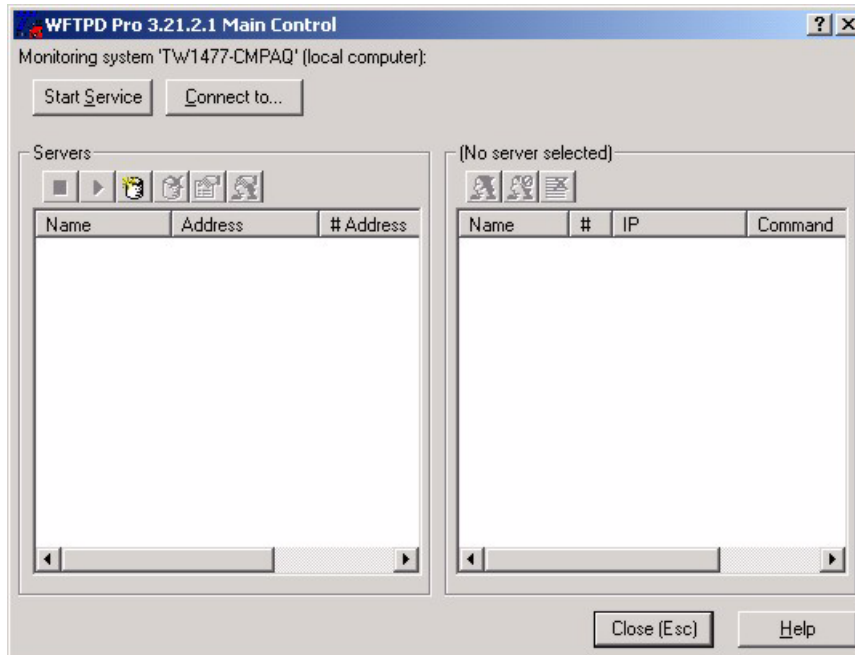 WFTPD Pro 3.21.2.1 Main Control
Monitoring system 'TW1477-CMPAQ' (local computer):
Start Service Connect to...
Servers (No server selected)
Name Address # Address Name # IP Command
Close (Esc) Help